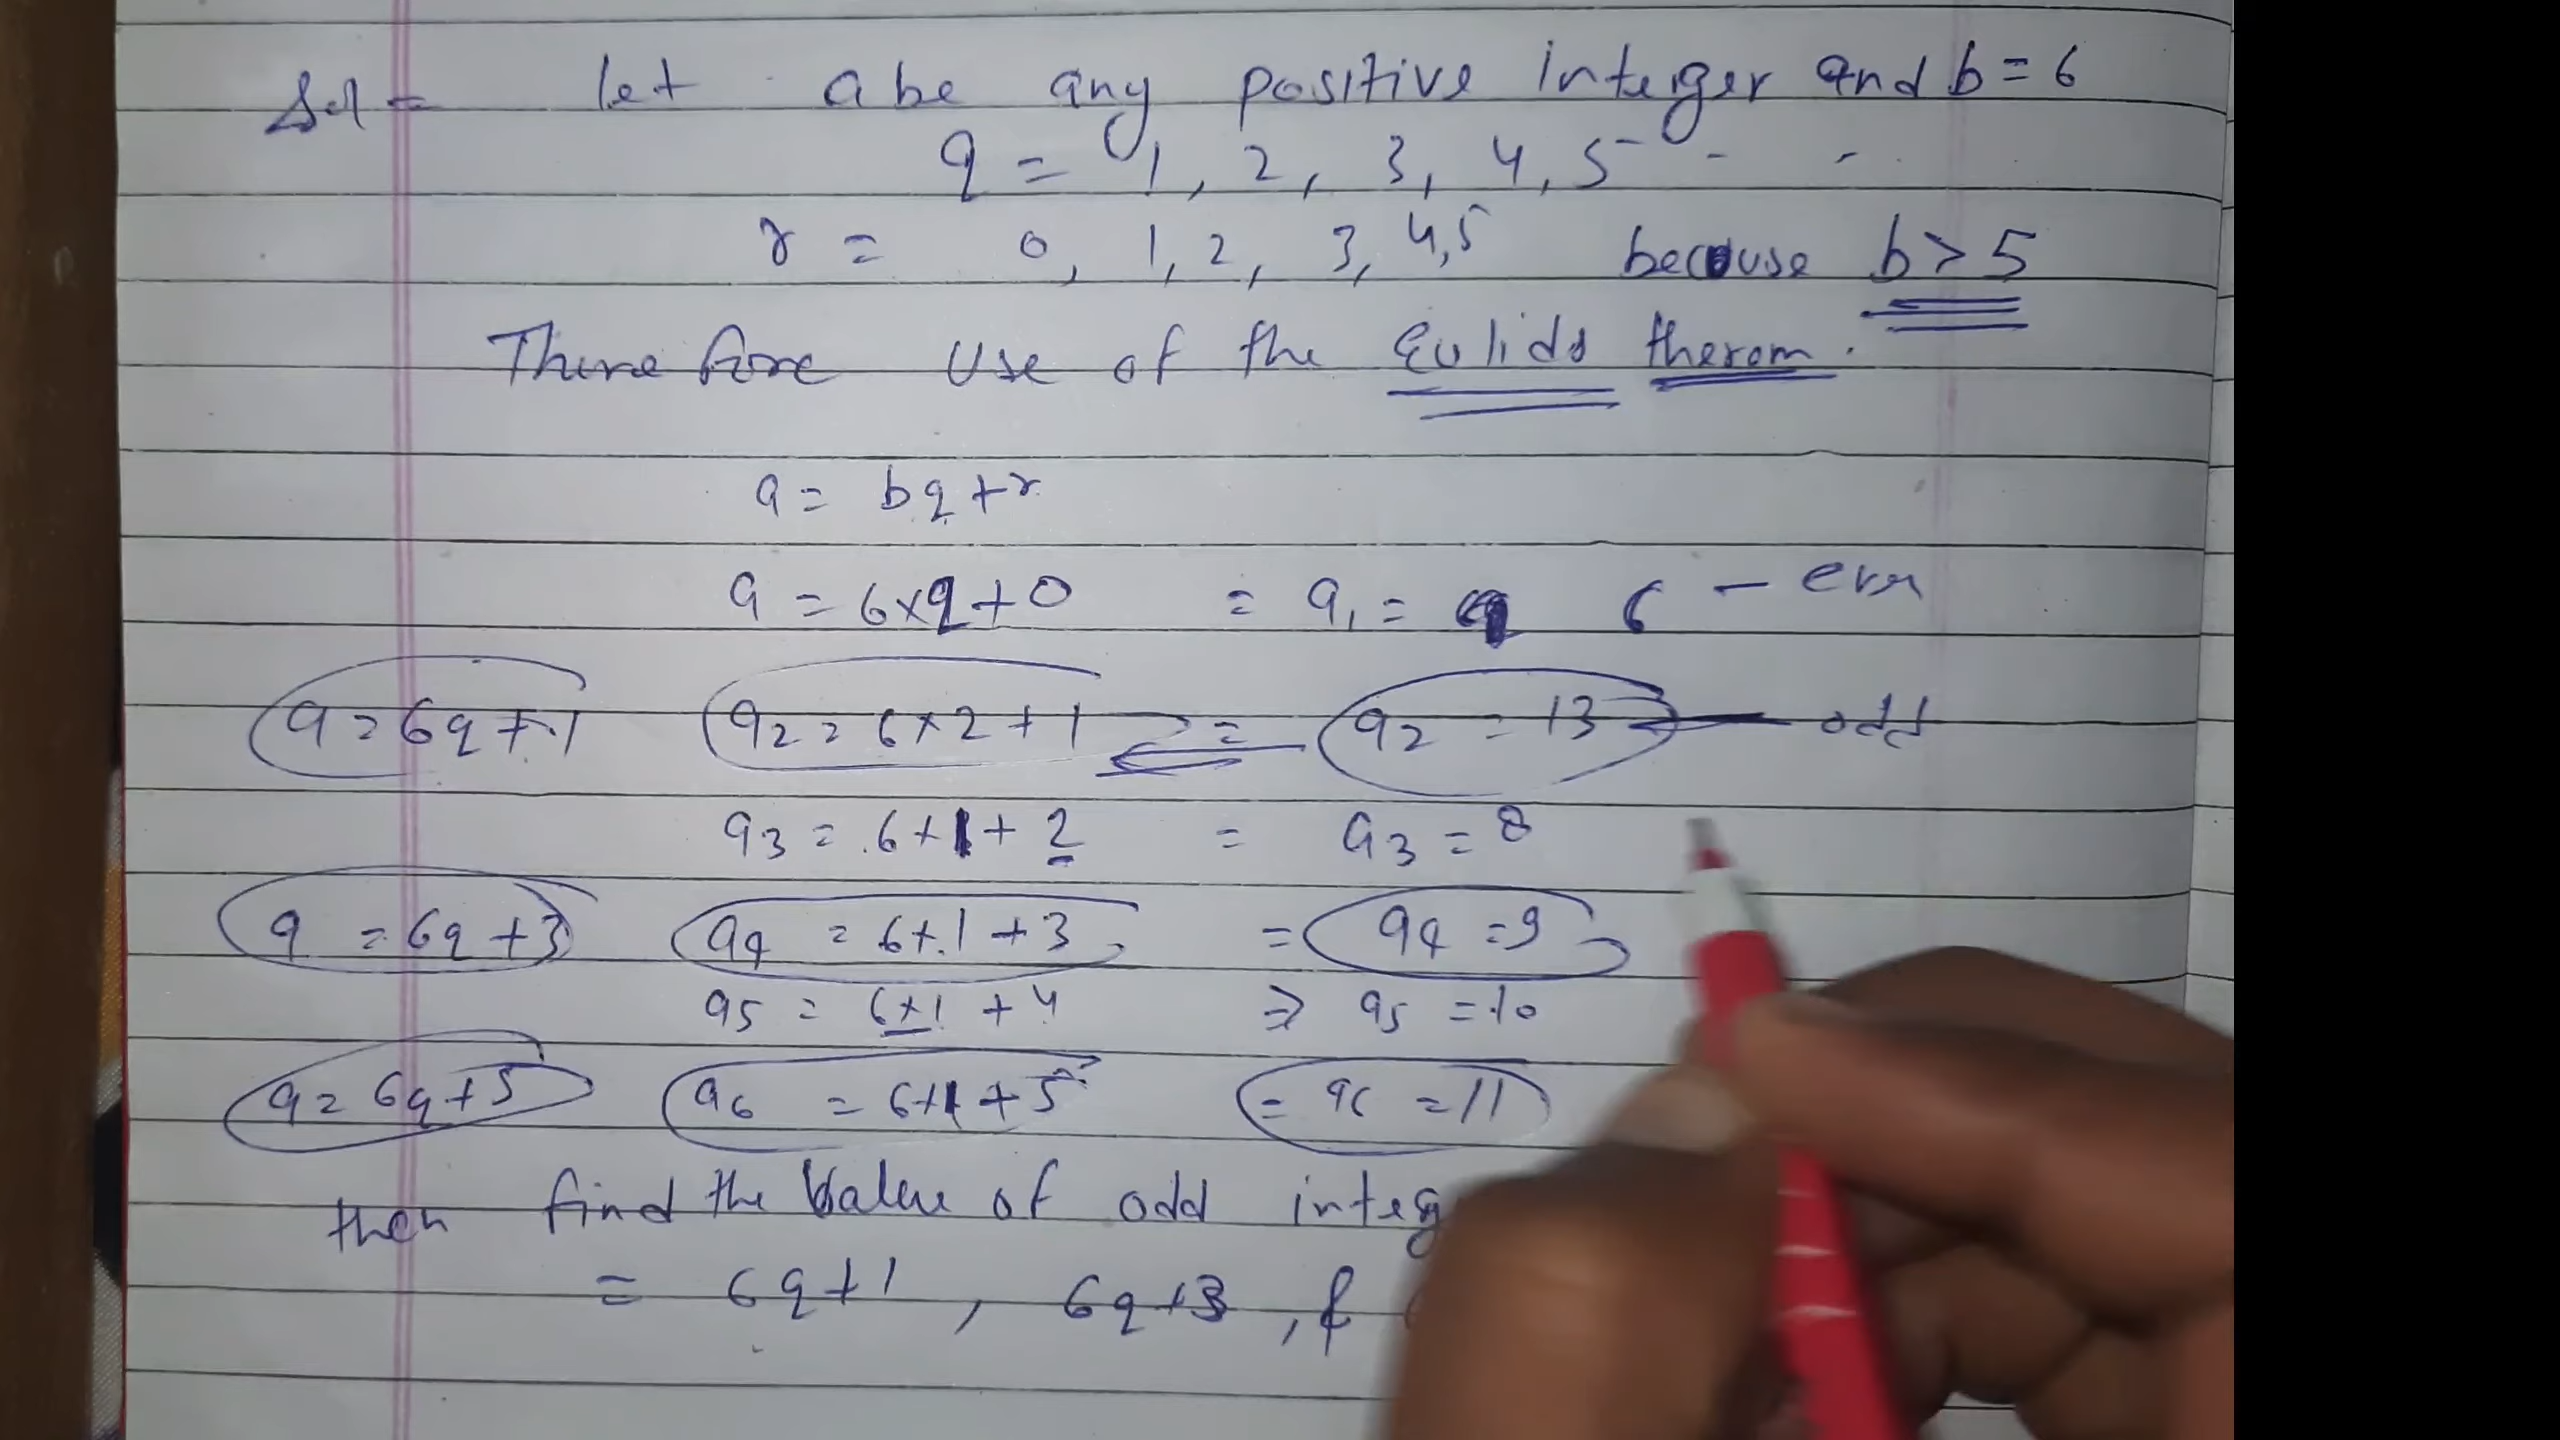 Sol = let a be any positive integer and b = 6
q = 1, 2, 3, 4, 5 - -
r = 0, 1, 2, 3, 4, 5 becouse b > 5
Therefore use of the Eulids therom.
a = bq + r
a = 6×q + 0 = a1 = 6 - even
a = 6q + 1 a2 = 6×2 + 1 = a2 = 13 odd
a3 = 6×1 + 2 = a3 = 8
a = 6q + 3 a4 = 6×1 + 3 = a4 = 9
a5 = 6×1 + 4 ⇒ a5 = 10
a = 6q + 5 a6 = 6×1 + 5 = a6 = 11
then find the value of odd integ
= 6q + 1, 6q + 3, &